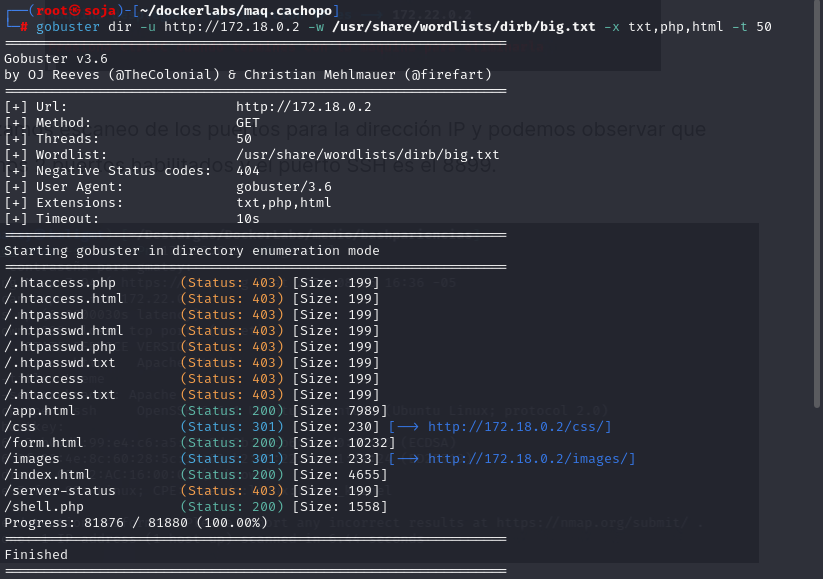 ┌──(root㉿soja)-[~/dockerlabs/maq.cachopo]
└─# gobuster dir -u http://172.18.0.2 -w /usr/share/wordlists/dirb/big.txt -x txt,php,html -t 50
===============================================================
Gobuster v3.6
by OJ Reeves (@TheColonial) & Christian Mehlmauer (@firefart)
===============================================================
[+] Url:                     http://172.18.0.2
[+] Method:                  GET
[+] Threads:                 50
[+] Wordlist:                /usr/share/wordlists/dirb/big.txt
[+] Negative Status codes:   404
[+] User Agent:              gobuster/3.6
[+] Extensions:              txt,php,html
[+] Timeout:                 10s
===============================================================
Starting gobuster in directory enumeration mode
===============================================================
/.htaccess.php        (Status: 403) [Size: 199]
/.htaccess.html       (Status: 403) [Size: 199]
/.htpasswd            (Status: 403) [Size: 199]
/.htpasswd.html       (Status: 403) [Size: 199]
/.htpasswd.php        (Status: 403) [Size: 199]
/.htpasswd.txt        (Status: 403) [Size: 199]
/.htaccess            (Status: 403) [Size: 199]
/.htaccess.txt        (Status: 403) [Size: 199]
/app.html             (Status: 200) [Size: 7989]
/css                  (Status: 301) [Size: 230] [--> http://172.18.0.2/css/]
/form.html            (Status: 200) [Size: 10232]
/images               (Status: 301) [Size: 233] [--> http://172.18.0.2/images/]
/index.html           (Status: 200) [Size: 4655]
/server-status        (Status: 403) [Size: 199]
/shell.php            (Status: 200) [Size: 1558]
Progress: 81876 / 81880 (100.00%)
===============================================================
Finished
===============================================================